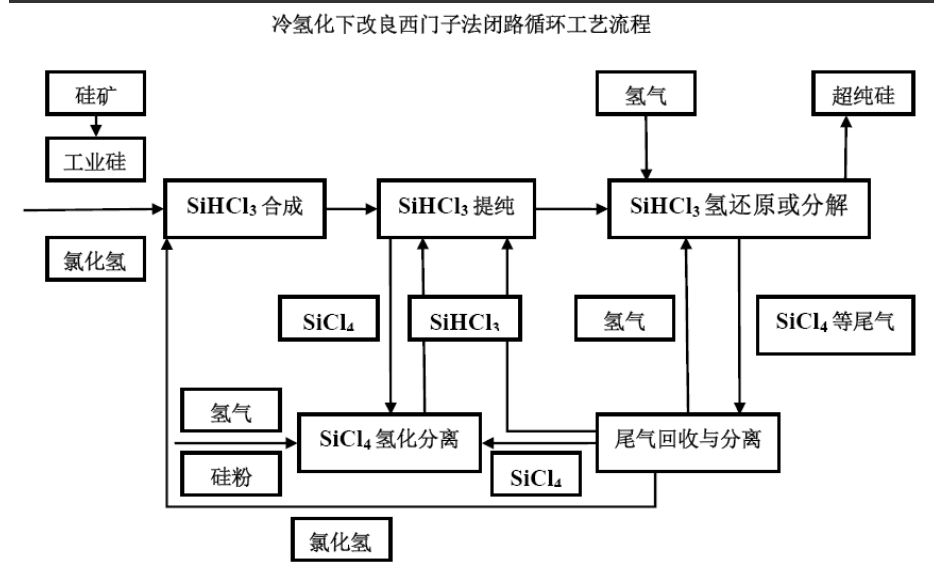 冷氢化下改良西门子法闭路循环工艺流程
硅矿
氢气
超纯硅
工业硅
SiHCl₃ 合成
SiHCl₃ 提纯
SiHCl₃ 氢还原或分解
氯化氢
SiCl₄
SiHCl₃
氢气
SiCl₄ 等尾气
氢气
SiCl₄ 氢化分离
尾气回收与分离
硅粉
SiCl₄
氯化氢